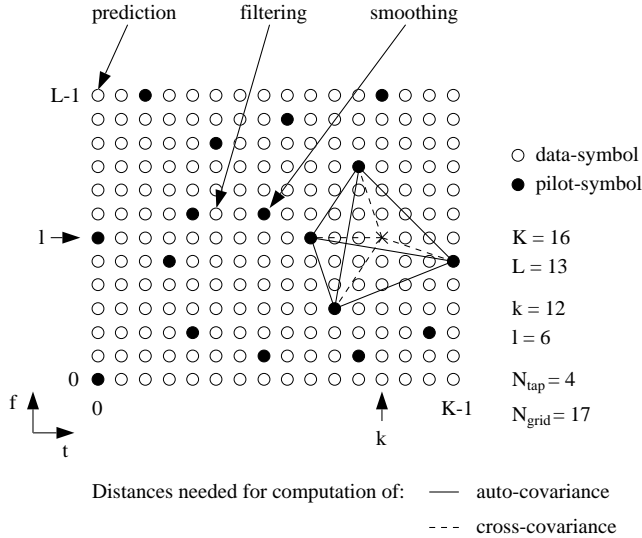 prediction filtering smoothing
L-1
data-symbol
pilot-symbol
l
K = 16
L = 13
k = 12
l = 6
0
N_tap = 4
0 K-1
N_grid = 17
f
k
t
Distances needed for computation of: auto-covariance
cross-covariance